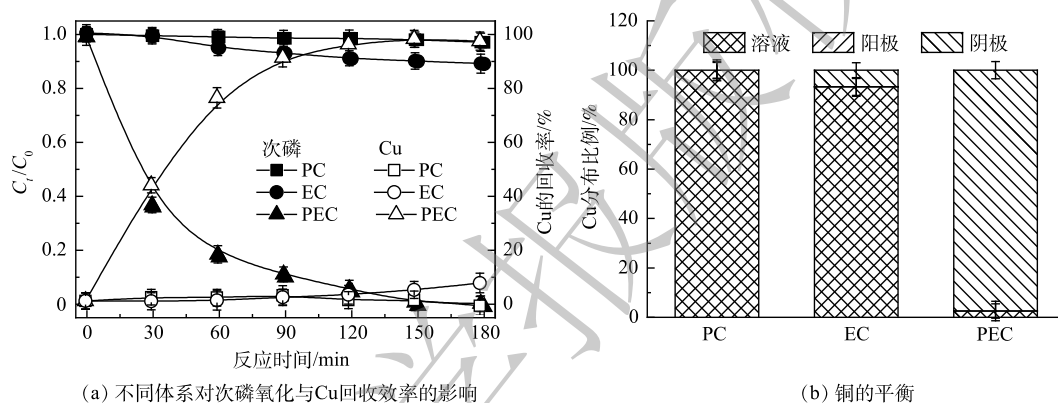 C_t/C_0
1.0
0.8
0.6
0.4
0.2
0
次磷 Cu
PC PC
EC EC
PEC PEC
100
80
60
40
20
0
Cu的回收率/%
0 30 60 90 120 150 180
反应时间/min
(a) 不同体系对次磷氧化与Cu回收效率的影响
Cu分布比例/%
120
100
80
60
40
20
0
溶液 阳极 阴极
PC EC PEC
(b) 铜的平衡